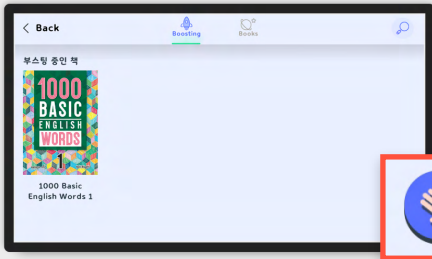 Back
Boosting
Books
부스팅 중인 책
1000
BASIC
ENGLISH
WORDS
1
1000 Basic
English Words 1